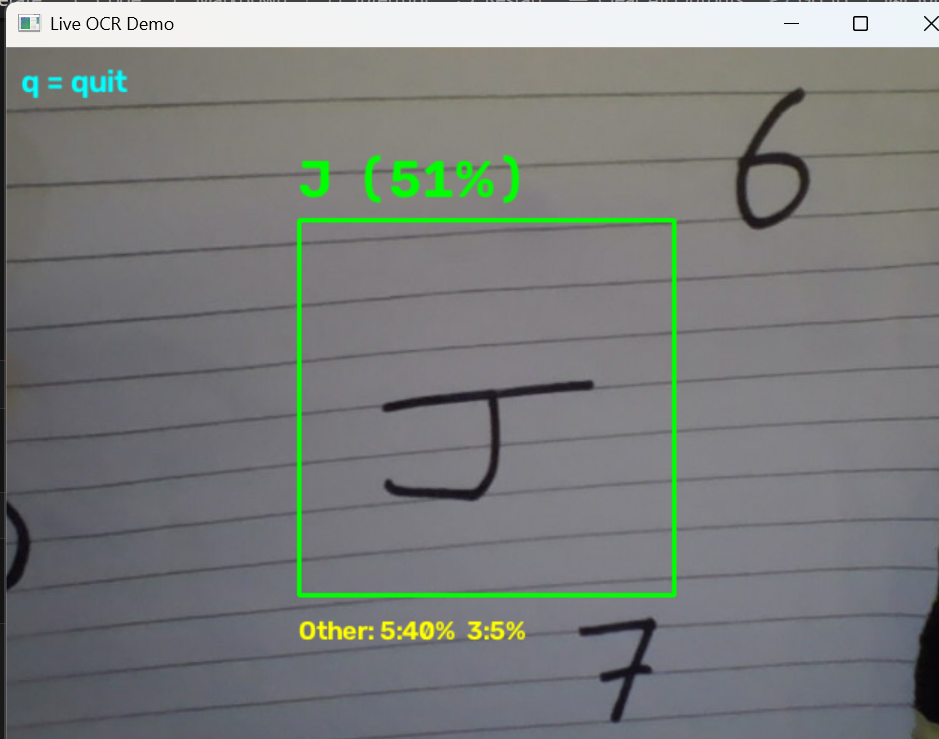 Live OCR Demo
q = quit
6
J (51%)
J
Other: 5:40% 3:5%
7